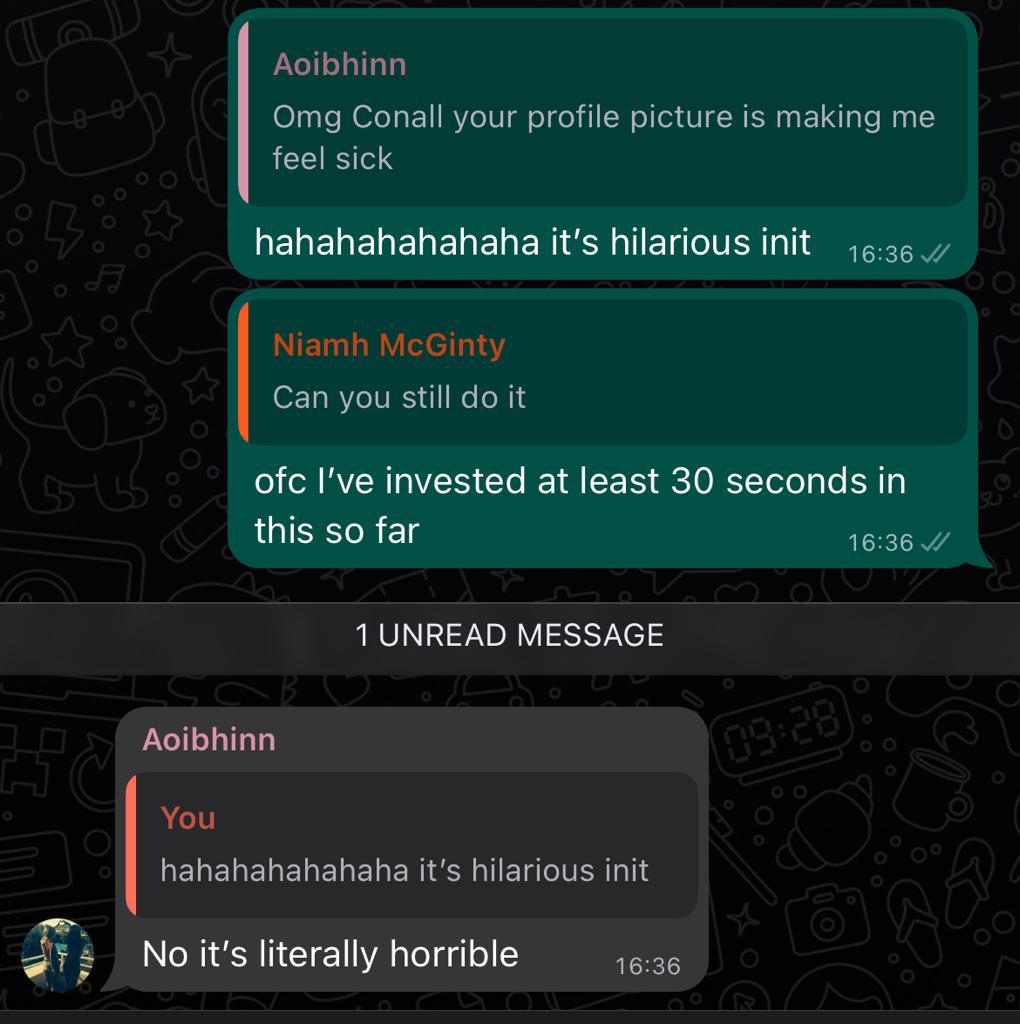 Aoibhinn
Omg Conall your profile picture is making me
feel sick
hahahahahahaha it’s hilarious init
16:36
Niamh McGinty
Can you still do it
ofc I’ve invested at least 30 seconds in
this so far
16:36
1 UNREAD MESSAGE
09:28
Aoibhinn
You
hahahahahahaha it’s hilarious init
No it’s literally horrible
16:36